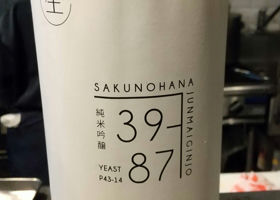 生
SAKUNOHANA
JUNMAIGINJO
純米吟醸
39
87
YEAST
P43-14